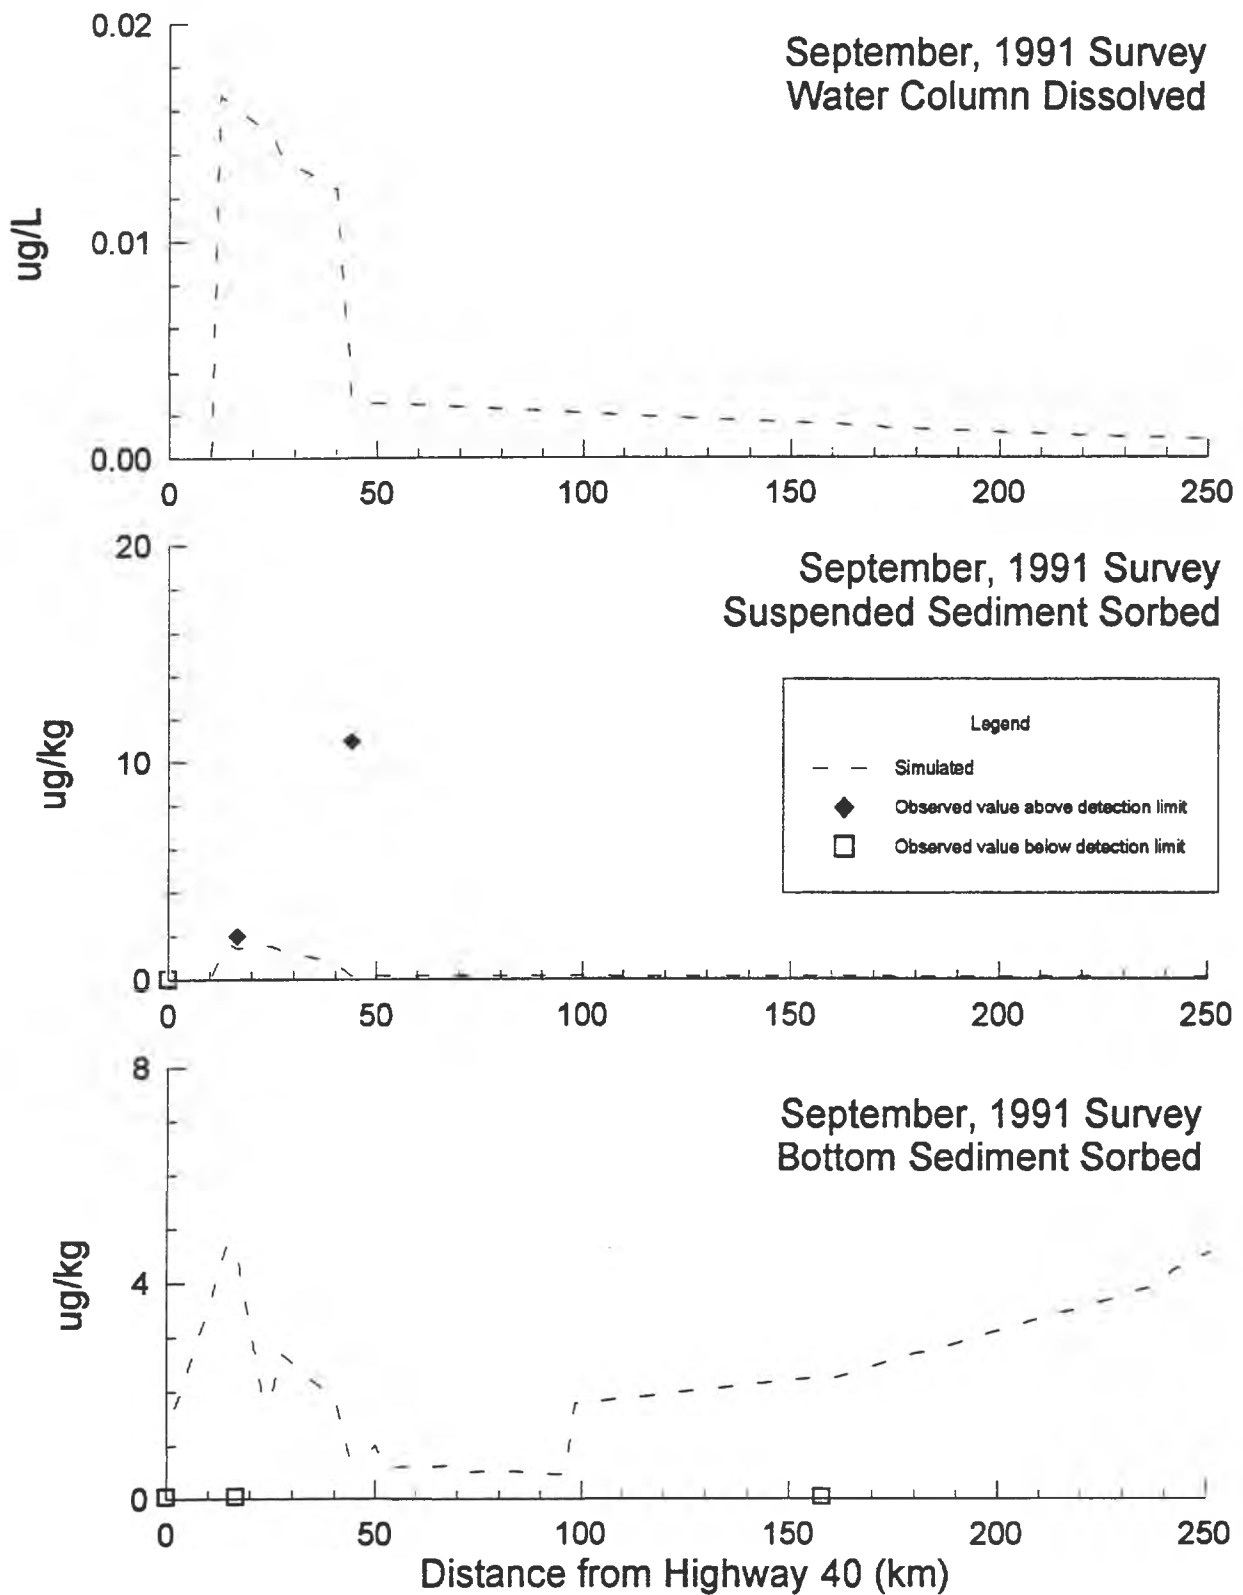 September, 1991 Survey
Water Column Dissolved
ug/L
0.02
0.01
0.00
0 50 100 150 200 250
September, 1991 Survey
Suspended Sediment Sorbed
ug/kg
20
10
0
Legend
Simulated
Observed value above detection limit
Observed value below detection limit
0 50 100 150 200 250
September, 1991 Survey
Bottom Sediment Sorbed
ug/kg
8
4
0
0 50 100 150 200 250
Distance from Highway 40 (km)